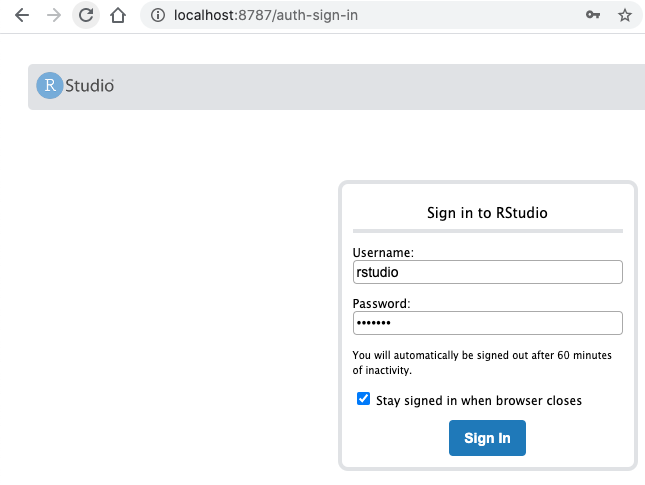 localhost:8787/auth-sign-in
R Studio
Sign in to RStudio
Username:
rstudio
Password:
•••••••
You will automatically be signed out after 60 minutes
of inactivity.
Stay signed in when browser closes
Sign In